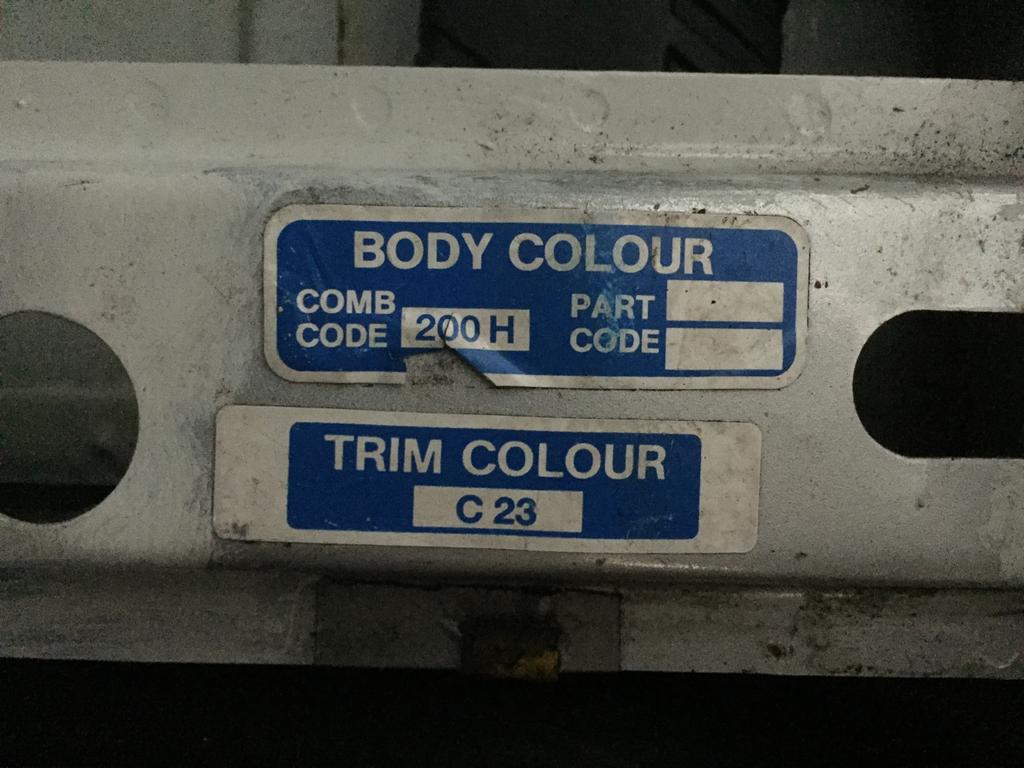 BODY COLOUR
COMB CODE 200 H PART CODE
TRIM COLOUR
C 23